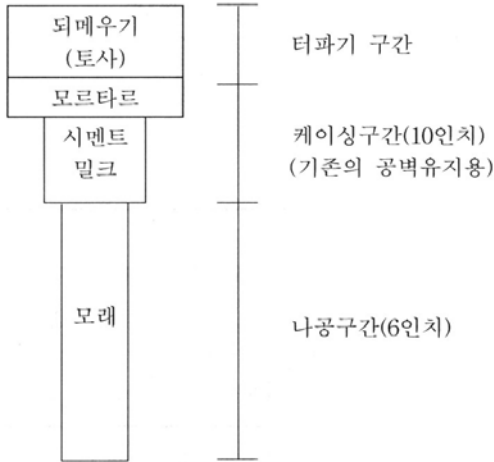 되메우기
(토사)
터파기 구간
모르타르
시멘트
밀크
케이싱구간(10인치)
(기존의 공벽유지용)
모래
나공구간(6인치)